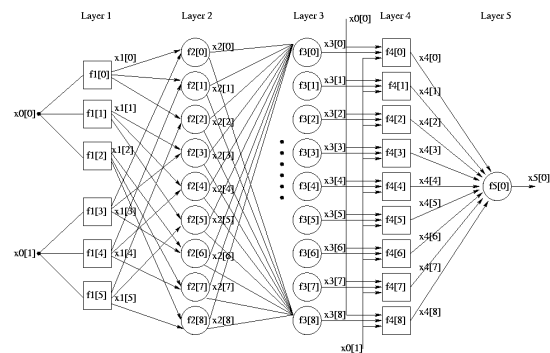 Layer 1 Layer 2 Layer 3 x0[0] Layer 4 Layer 5
x1[0] f2[0] x2[0] f3[0] x3[0] f4[0] x4[0]
f1[0] f2[1] x2[1] f3[1] x3[1] f4[1] x4[1]
x0[0] f1[1] x1[1] f2[2] x2[2] f3[2] x3[2] f4[2] x4[2]
f1[2] x1[2] f2[3] x2[3] f3[3] x3[3] f4[3] x4[3]
f2[4] x2[4] f3[4] x3[4] f4[4] x4[4] f5[0] x5[0]
f1[3] x1[3] f2[5] x2[5] f3[5] x3[5] f4[5] x4[5]
x0[1] f1[4] x1[4] f2[6] x2[6] f3[6] x3[6] f4[6] x4[6]
f1[5] x1[5] f2[7] x2[7] f3[7] x3[7] f4[7] x4[7]
f2[8] x2[8] f3[8] x3[8] f4[8] x4[8]
x0[1]